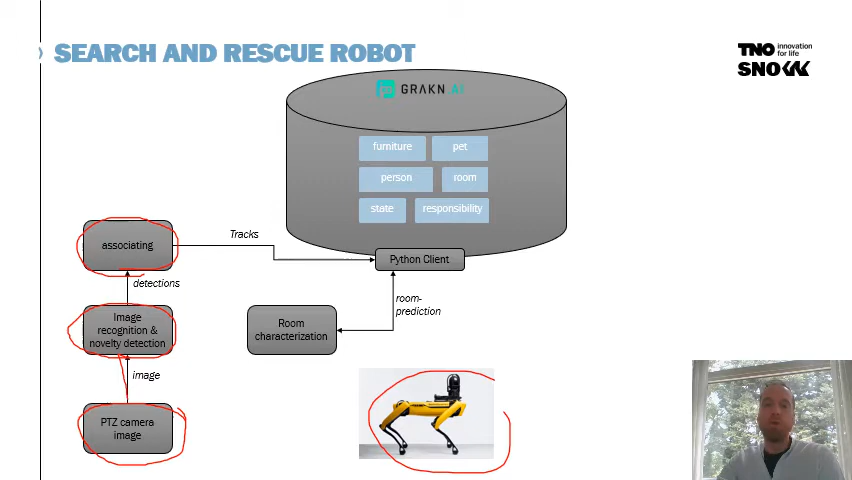 SEARCH AND RESCUE ROBOT
TNO innovation
for life
SNOW
GRAKN.AI
furniture
pet
person
room
state
responsibility
associating
Tracks
Python Client
detections
Image
recognition &
novelty detection
Room
characterization
room-
prediction
image
PTZ camera
image